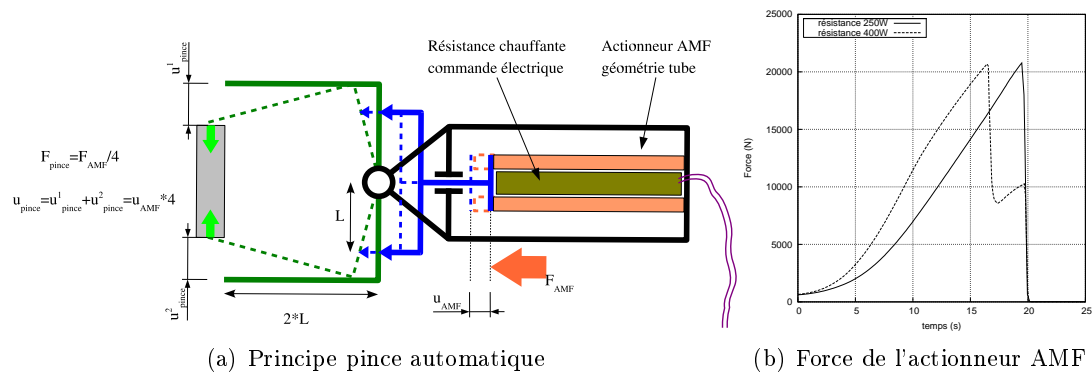 u¹pince
Résistance chauffante
commande électrique
Actionneur AMF
géométrie tube
Fpince=FAMF/4
upince=u¹pince+u²pince=uAMF*4
L
FAMF
uAMF
u²pince
2*L
(a) Principe pince automatique
résistance 250W
résistance 400W
25000
20000
15000
10000
5000
0
Force (N)
0 5 10 15 20 25
temps (s)
(b) Force de l'actionneur AMF